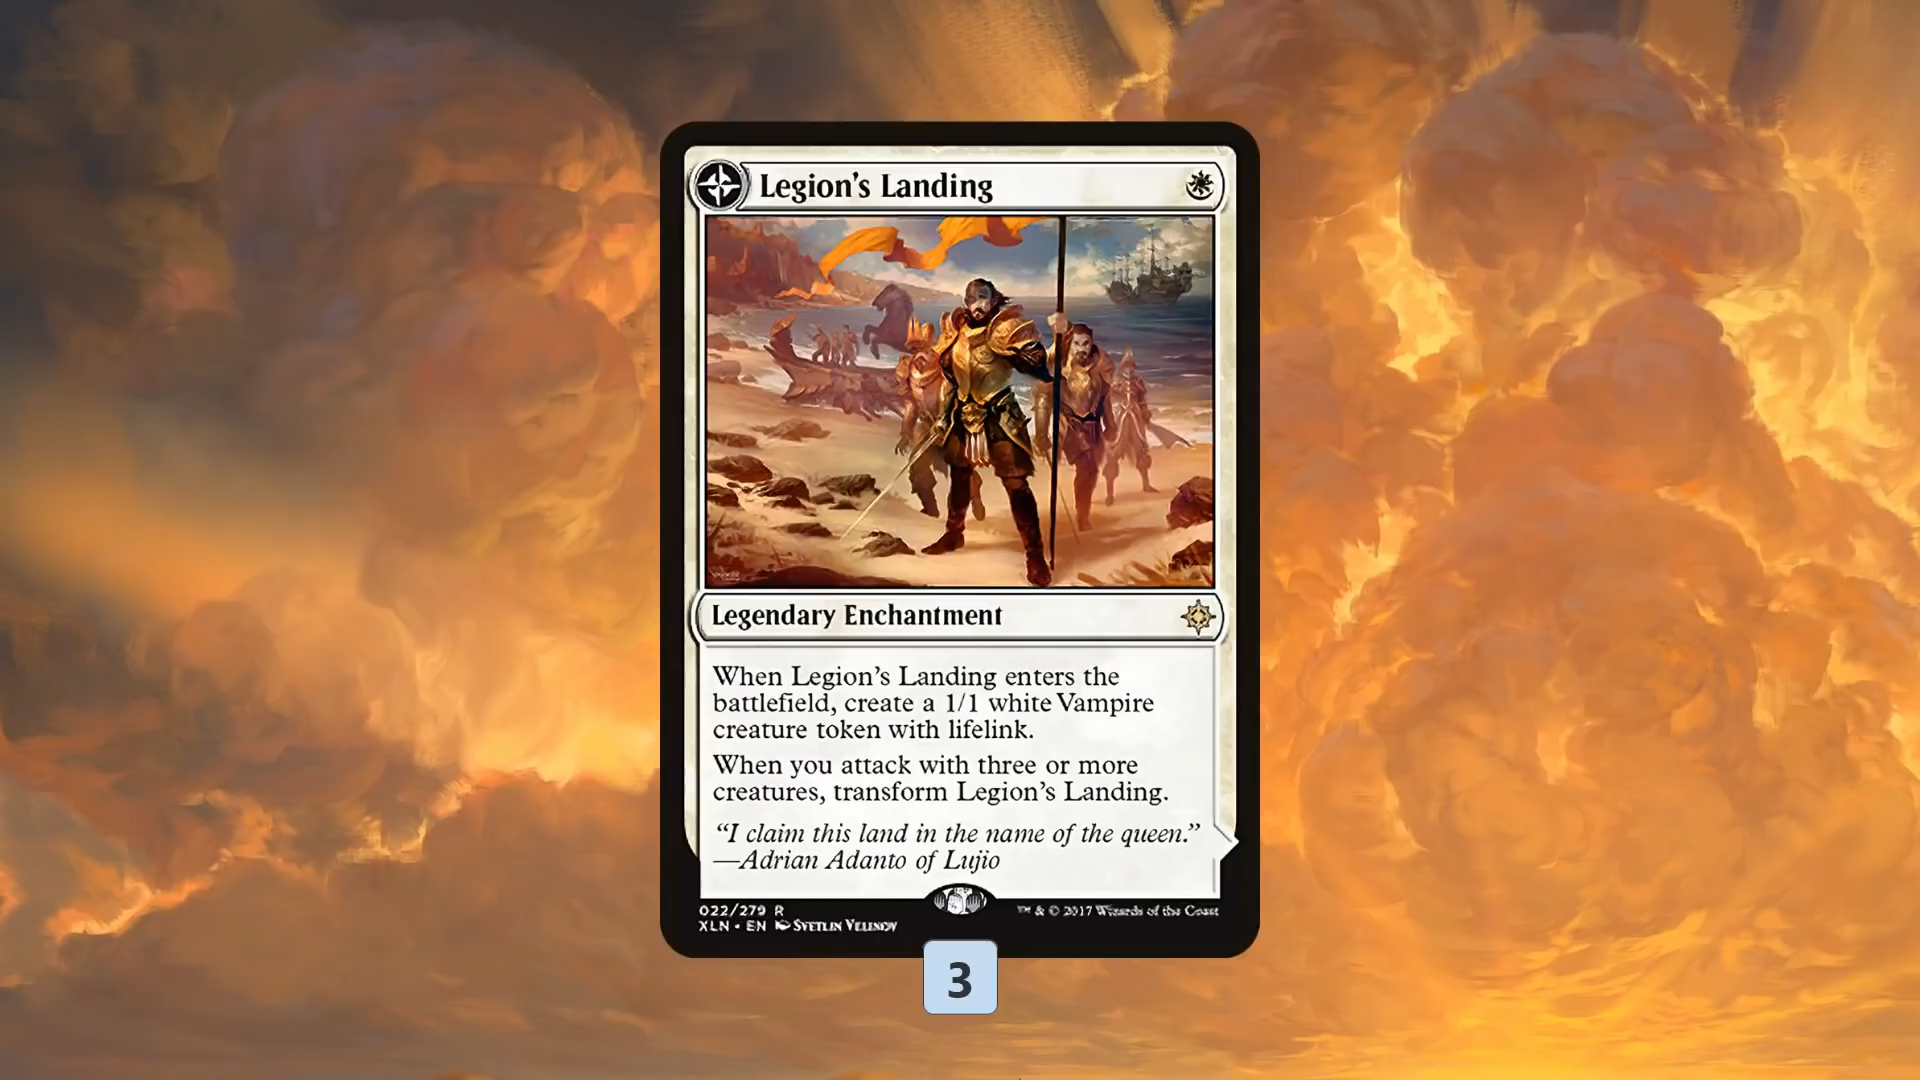 Legion's Landing
Legendary Enchantment
When Legion's Landing enters the
battlefield, create a 1/1 white Vampire
creature token with lifelink.
When you attack with three or more
creatures, transform Legion's Landing.
“I claim this land in the name of the queen.”
—Adrian Adanto of Lujio
022/279 R
XLN • EN Svetlin Velinov
™ & © 2017 Wizards of the Coast
3